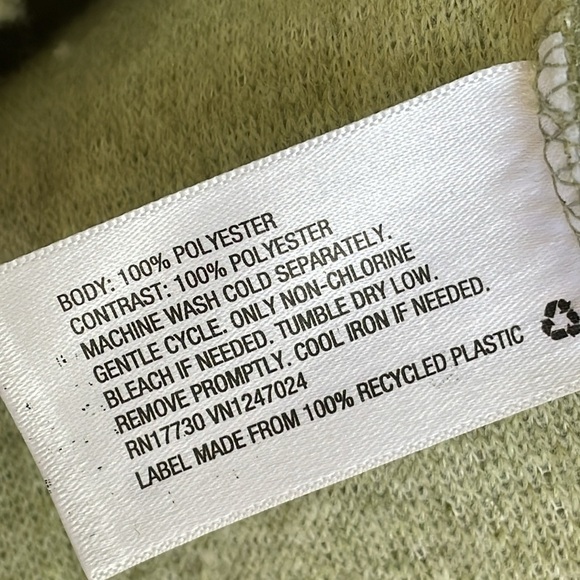 BODY: 100% POLYESTER
CONTRAST: 100% POLYESTER
MACHINE WASH COLD SEPARATELY.
GENTLE CYCLE. ONLY NON-CHLORINE
BLEACH IF NEEDED. TUMBLE DRY LOW.
REMOVE PROMPTLY. COOL IRON IF NEEDED.
RN17730 VN1247024
LABEL MADE FROM 100% RECYCLED PLASTIC